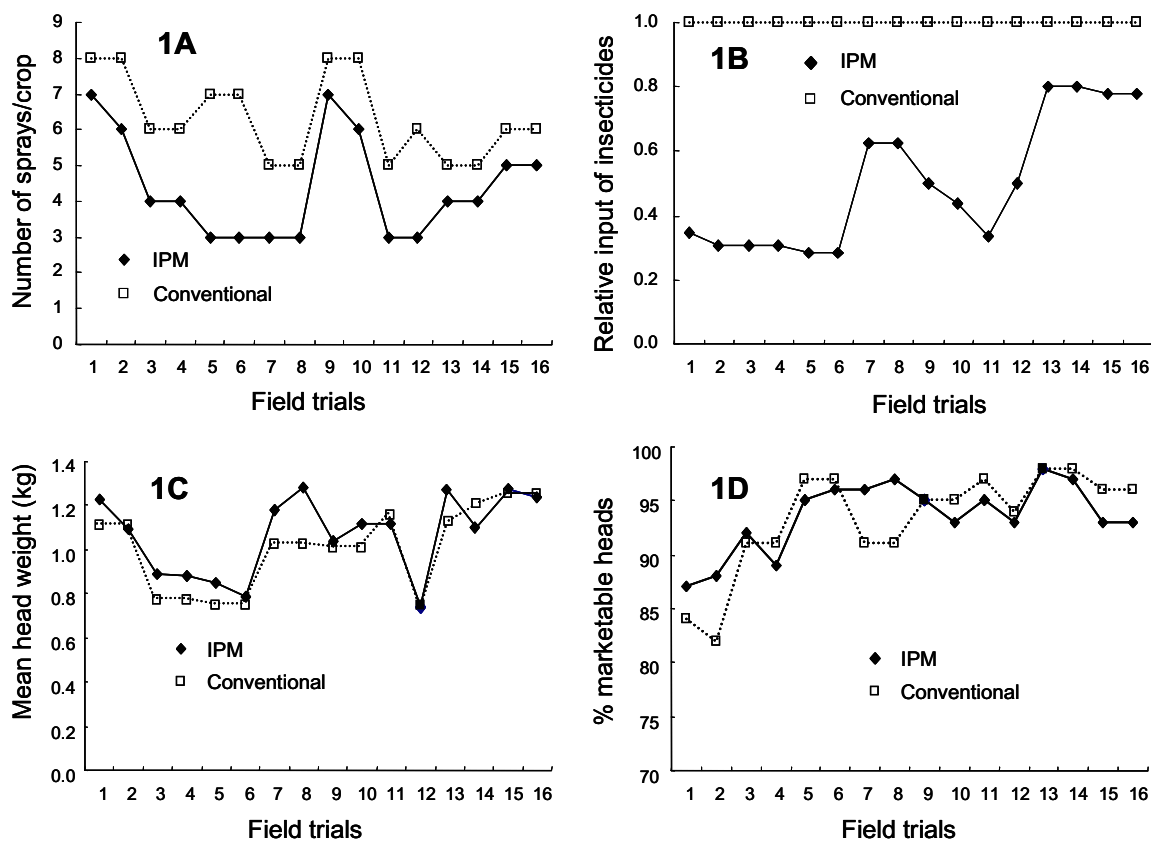 1A
Number of sprays/crop
9
8
7
6
5
4
3
2
1
0
IPM
Conventional
1 2 3 4 5 6 7 8 9 10 11 12 13 14 15 16
Field trials
1B
Relative input of insecticides
1.0
0.8
0.6
0.4
0.2
0.0
IPM
Conventional
1 2 3 4 5 6 7 8 9 10 11 12 13 14 15 16
Field trials
1C
Mean head weight (kg)
1.4
1.2
1.0
0.8
0.6
0.4
0.2
0.0
IPM
Conventional
1 2 3 4 5 6 7 8 9 10 11 12 13 14 15 16
Field trials
1D
% marketable heads
100
95
90
85
80
75
70
IPM
Conventional
1 2 3 4 5 6 7 8 9 10 11 12 13 14 15 16
Field trials